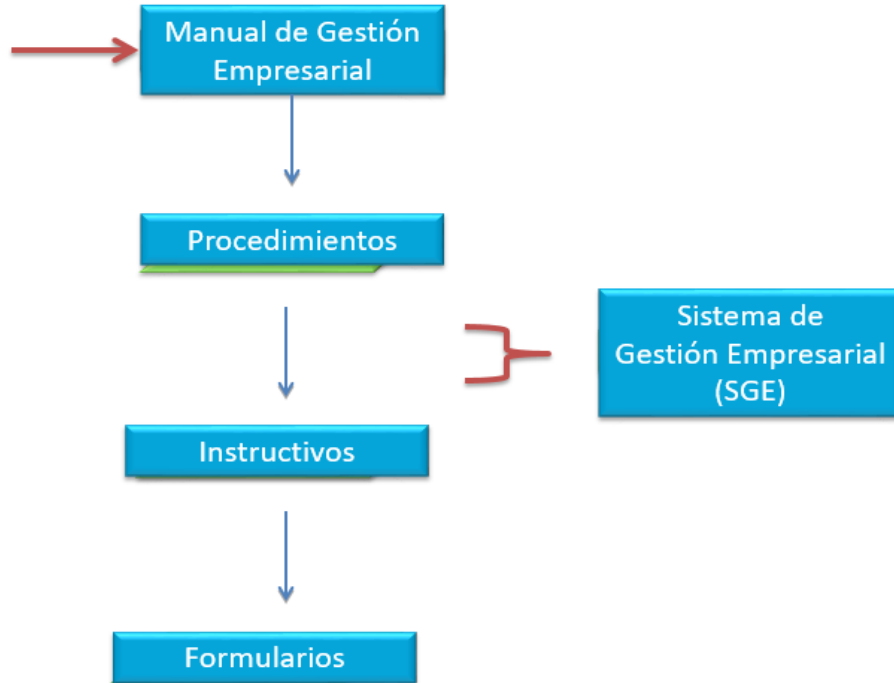 Manual de Gestión
Empresarial
Procedimientos
Sistema de
Gestión Empresarial
(SGE)
Instructivos
Formularios